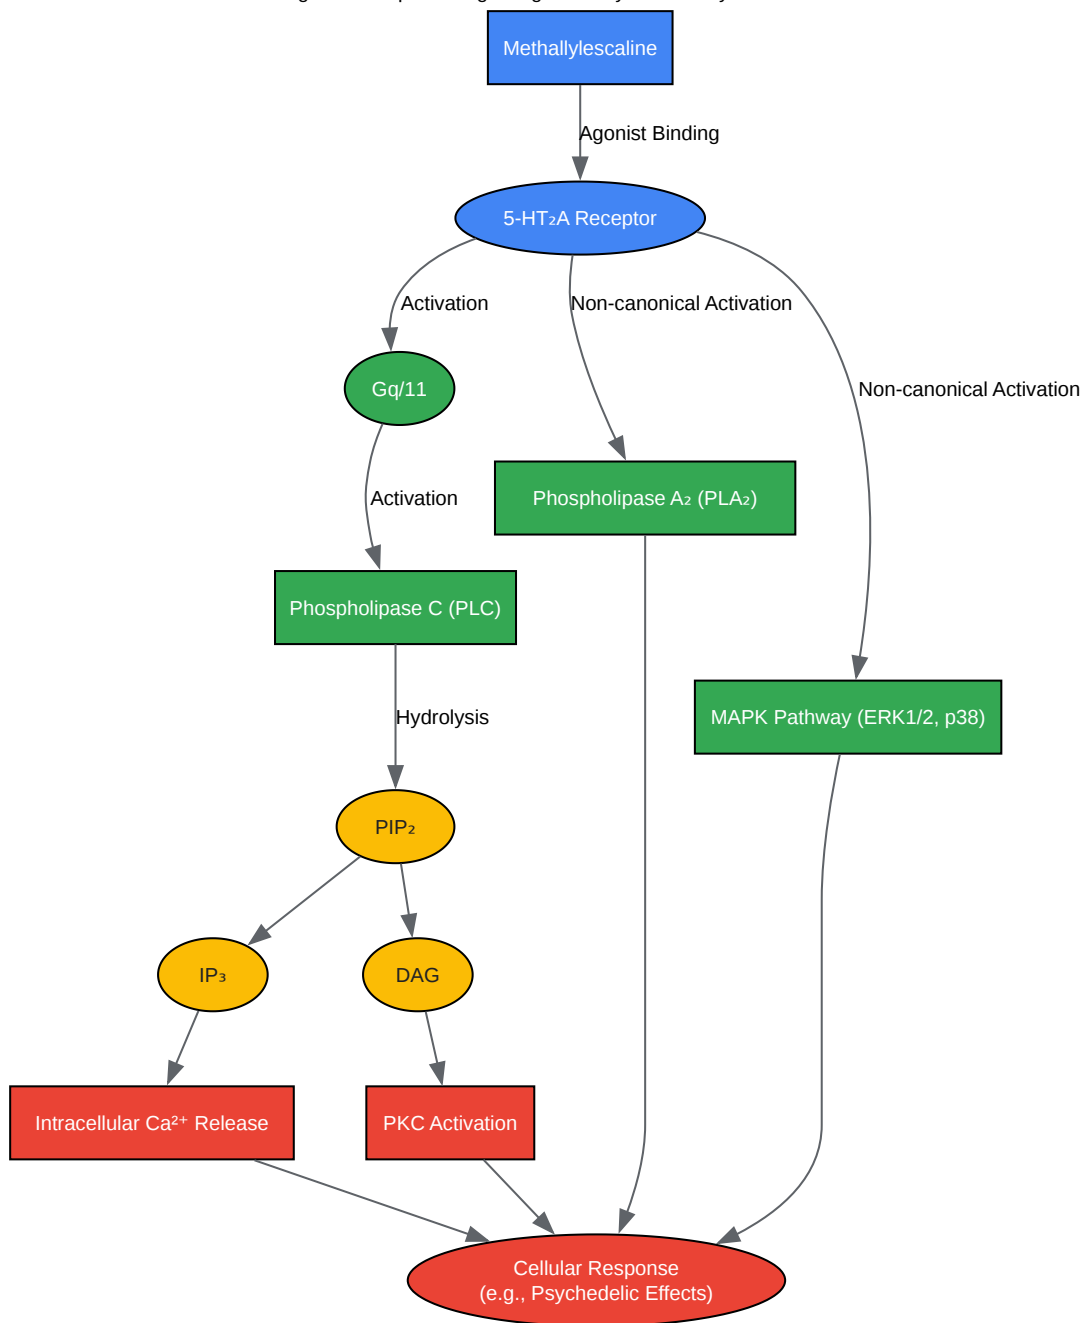 Methallylescaline
Agonist Binding
5-HT₂A Receptor
Activation
Non-canonical Activation
Gq/11
Non-canonical Activation
Activation
Phospholipase A₂ (PLA₂)
Phospholipase C (PLC)
Hydrolysis
MAPK Pathway (ERK1/2, p38)
PIP₂
IP₃
DAG
Intracellular Ca²⁺ Release
PKC Activation
Cellular Response
(e.g., Psychedelic Effects)